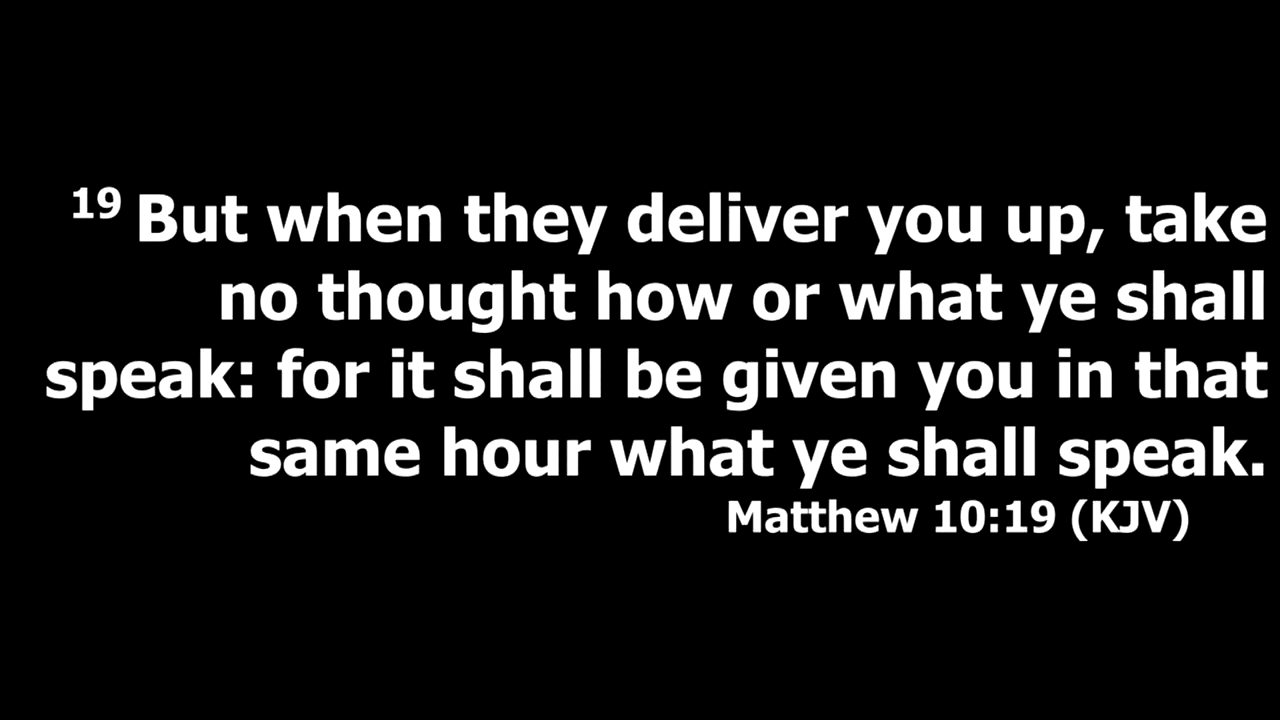 19 But when they deliver you up, take
no thought how or what ye shall
speak: for it shall be given you in that
same hour what ye shall speak.
Matthew 10:19 (KJV)